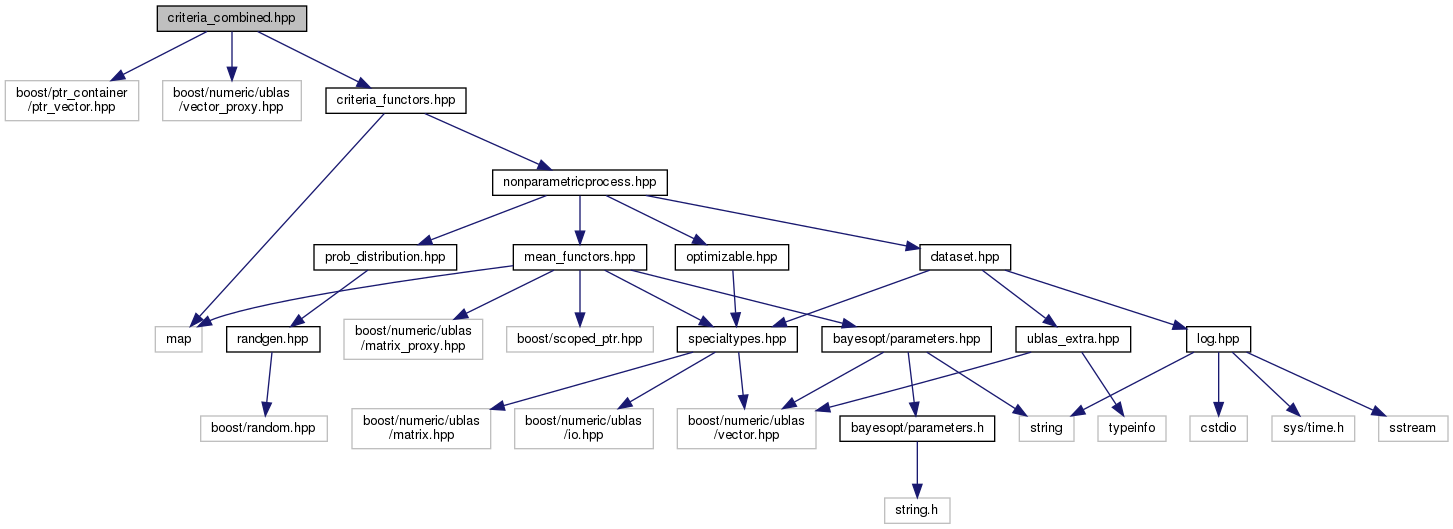 criteria_combined.hpp
boost/ptr_container
/ptr_vector.hpp
boost/numeric/ublas
/vector_proxy.hpp
criteria_functors.hpp
nonparametricprocess.hpp
prob_distribution.hpp
mean_functors.hpp
optimizable.hpp
dataset.hpp
map
randgen.hpp
boost/numeric/ublas
/matrix_proxy.hpp
boost/scoped_ptr.hpp
specialtypes.hpp
bayesopt/parameters.hpp
ublas_extra.hpp
log.hpp
boost/random.hpp
boost/numeric/ublas
/matrix.hpp
boost/numeric/ublas
/io.hpp
boost/numeric/ublas
/vector.hpp
bayesopt/parameters.h
string
typeinfo
cstdio
sys/time.h
sstream
string.h